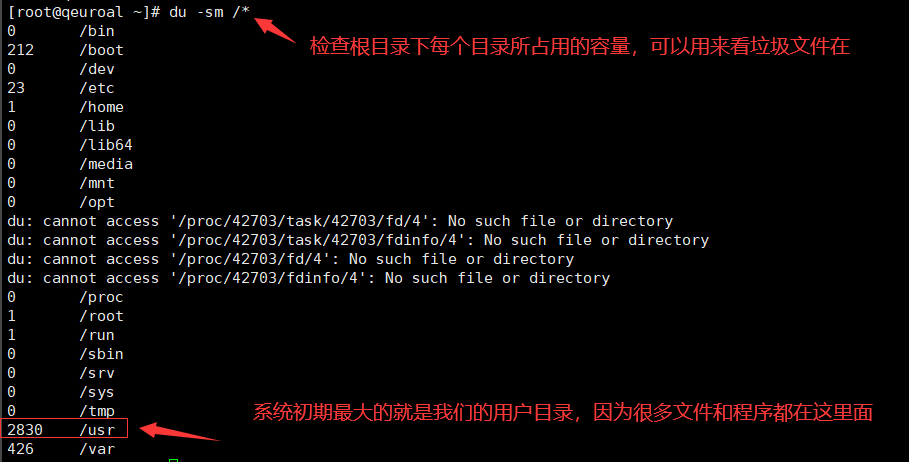 [root@qeuroal ~]# du -sm /*
检查根目录下每个目录所占用的容量，可以用来看垃圾文件在
0 /bin
212 /boot
0 /dev
23 /etc
1 /home
0 /lib
0 /lib64
0 /media
0 /mnt
0 /opt
du: cannot access '/proc/42703/task/42703/fd/4': No such file or directory
du: cannot access '/proc/42703/task/42703/fdinfo/4': No such file or directory
du: cannot access '/proc/42703/fd/4': No such file or directory
du: cannot access '/proc/42703/fdinfo/4': No such file or directory
0 /proc
1 /root
1 /run
0 /sbin
0 /srv
0 /sys
0 /tmp
系统初期最大的就是我们的用户目录，因为很多文件和程序都在这里面
2830 /usr
426 /var